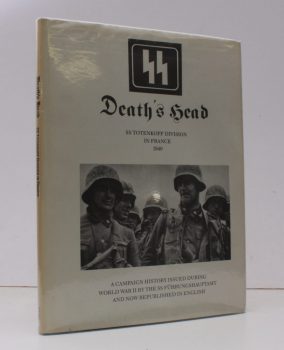 Death's Head
SS TOTENKOPF DIVISION
IN FRANCE
1940
A CAMPAIGN HISTORY ISSUED DURING
WORLD WAR II BY THE SS FÜHRUNGSHAUPTAMT
AND NOW REPUBLISHED IN ENGLISH